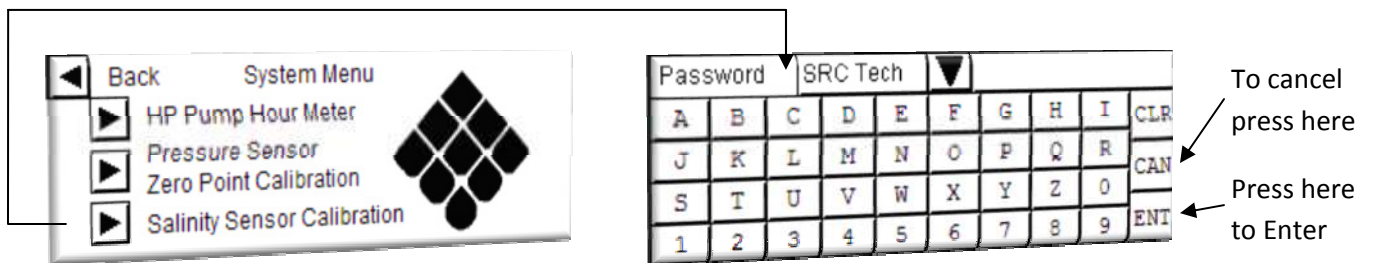 Back System Menu
HP Pump Hour Meter
Pressure Sensor
Zero Point Calibration
Salinity Sensor Calibration
Password SRC Tech
A B C D E F G H I CLR
J K L M N O P Q R CAN
S T U V W X Y Z 0
1 2 3 4 5 6 7 8 9 ENT
To cancel
press here
Press here
to Enter